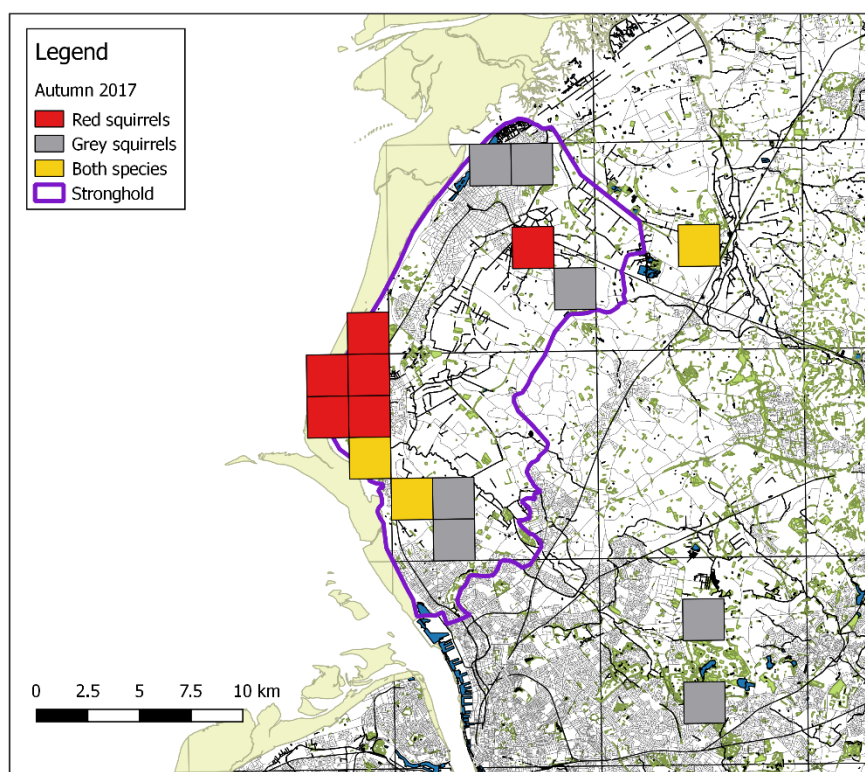 Legend
Autumn 2017
Red squirrels
Grey squirrels
Both species
Stronghold
0 2.5 5 7.5 10 km